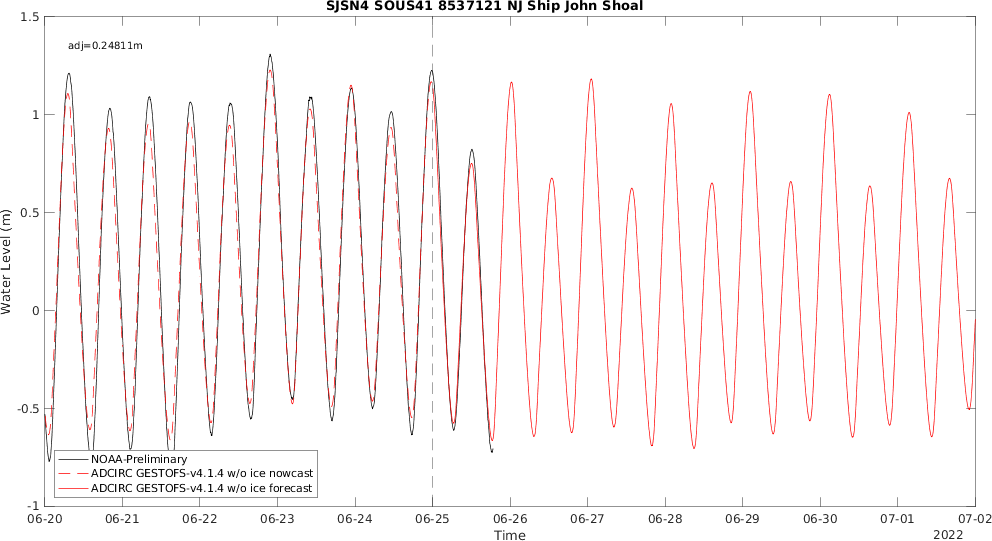 SJSN4 SOUS41 8537121 NJ Ship John Shoal
adj=0.24811m
Water Level (m)
1.5
1
0.5
0
-0.5
-1
NOAA-Preliminary
ADCIRC GESTOFS-v4.1.4 w/o ice nowcast
ADCIRC GESTOFS-v4.1.4 w/o ice forecast
06-20 06-21 06-22 06-23 06-24 06-25 06-26 06-27 06-28 06-29 06-30 07-01 07-02
Time
2022